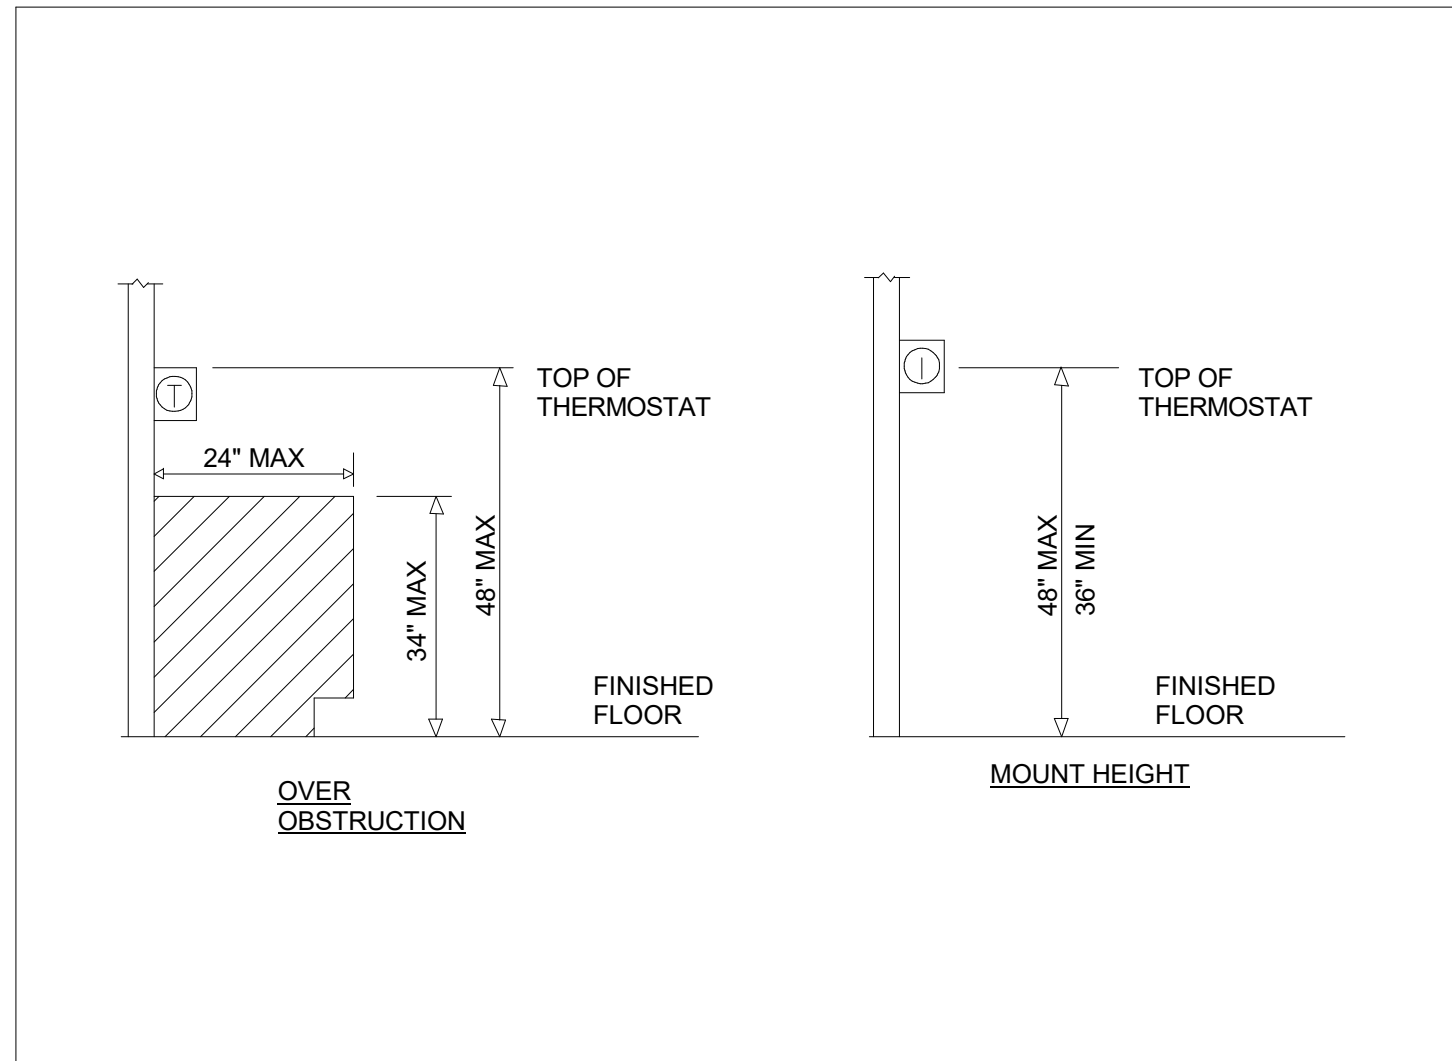 T
TOP OF
THERMOSTAT
24" MAX
34" MAX
48" MAX
FINISHED
FLOOR
OVER
OBSTRUCTION
I
TOP OF
THERMOSTAT
48" MAX
36" MIN
FINISHED
FLOOR
MOUNT HEIGHT